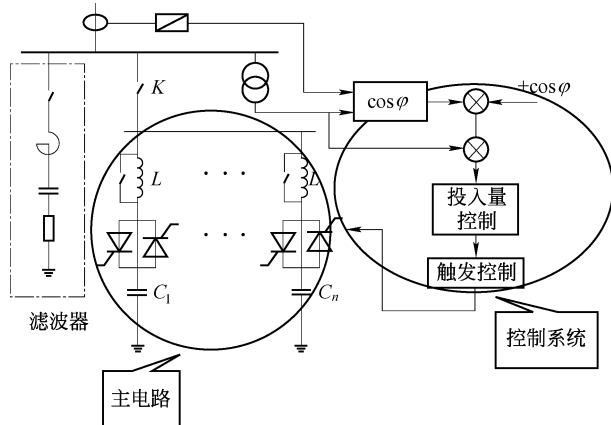 K
cosφ
+cosφ
L
· · ·
L
投入量
控制
· · ·
触发控制
C₁
Cₙ
滤波器
控制系统
主电路